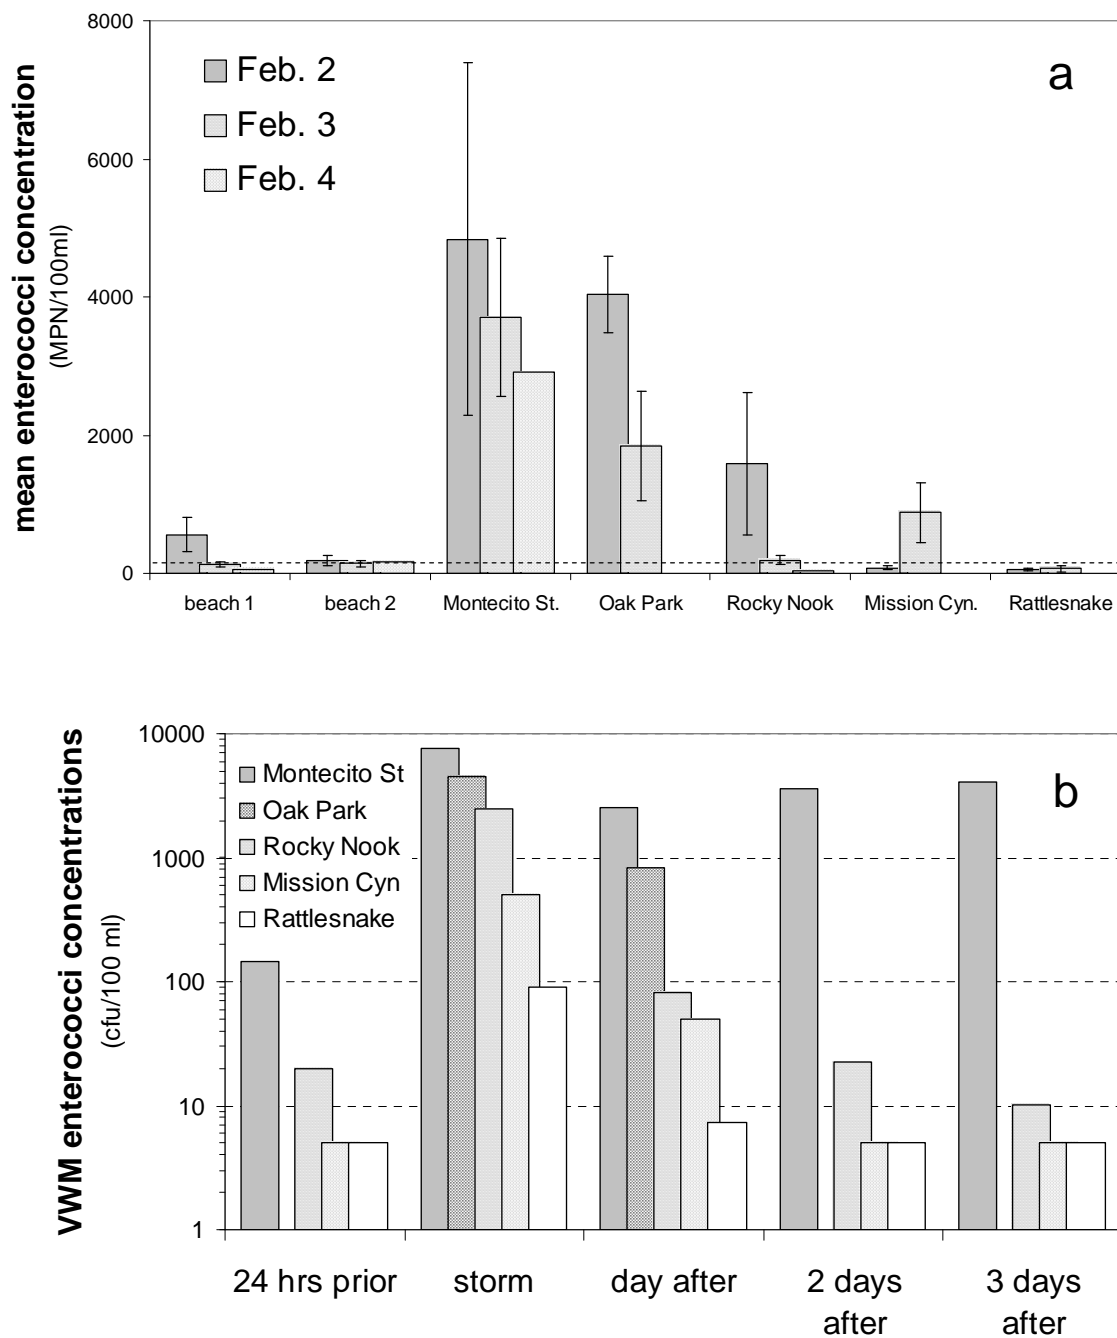 mean enterococci concentration
(MPN/100ml)
8000
6000
4000
2000
0
Feb. 2
Feb. 3
Feb. 4
a
beach 1 beach 2 Montecito St. Oak Park Rocky Nook Mission Cyn. Rattlesnake
VWM enterococci concentrations
(cfu/100 ml)
10000
1000
100
10
1
Montecito St
Oak Park
Rocky Nook
Mission Cyn
Rattlesnake
b
24 hrs prior storm day after 2 days 3 days
after after